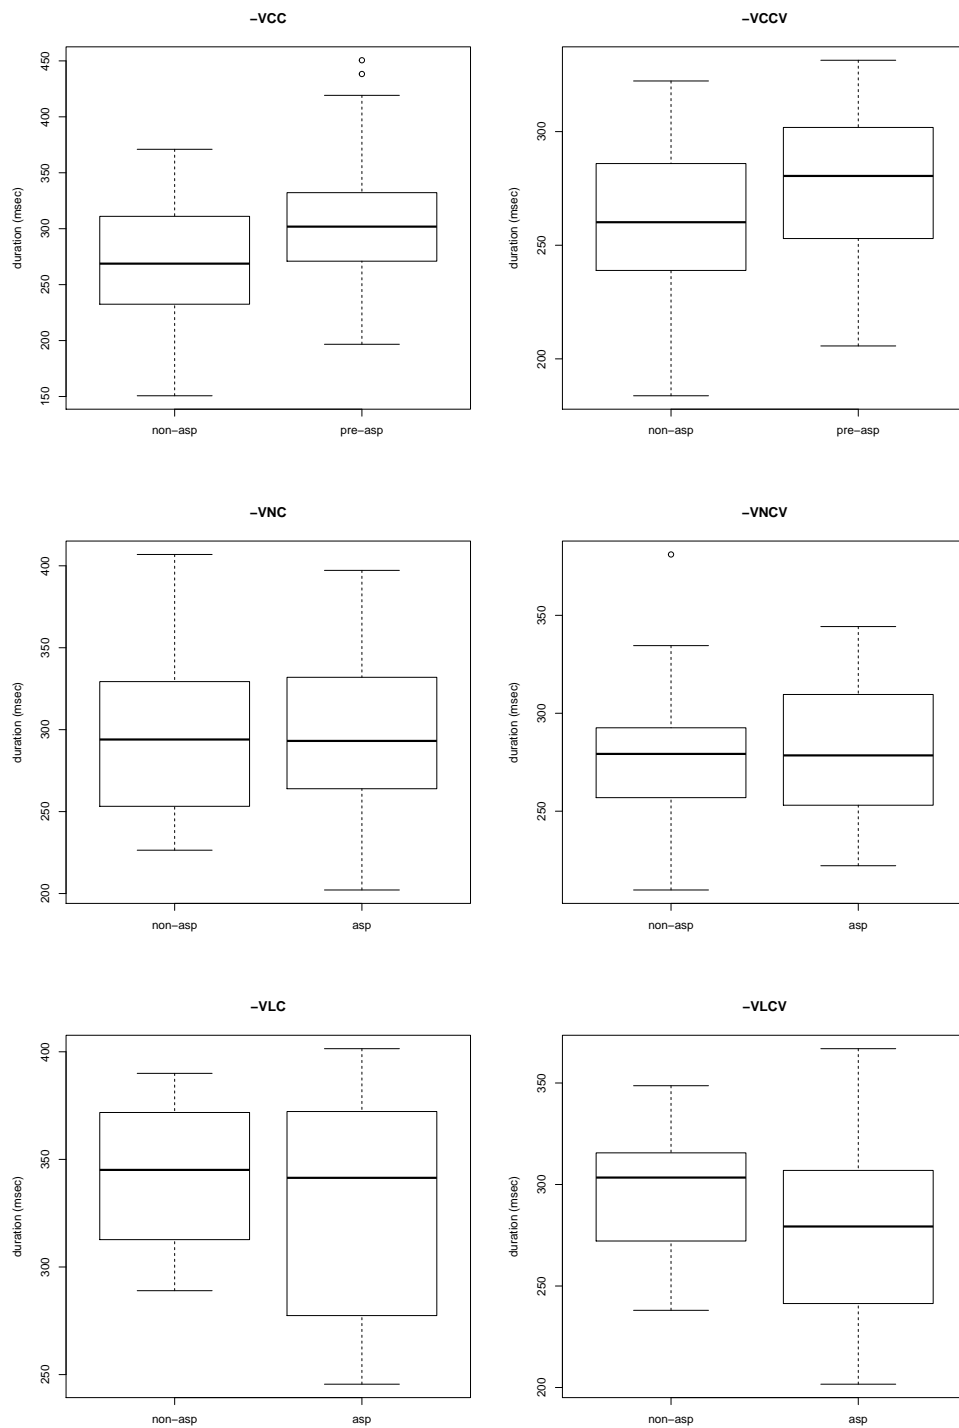 −VCC
duration (msec)
450
400
350
300
250
200
150
non−asp
pre−asp
−VCCV
duration (msec)
300
250
200
non−asp
pre−asp
−VNC
duration (msec)
400
350
300
250
200
non−asp
asp
−VNCV
duration (msec)
350
300
250
non−asp
asp
−VLC
duration (msec)
400
350
300
250
non−asp
asp
−VLCV
duration (msec)
350
300
250
200
non−asp
asp